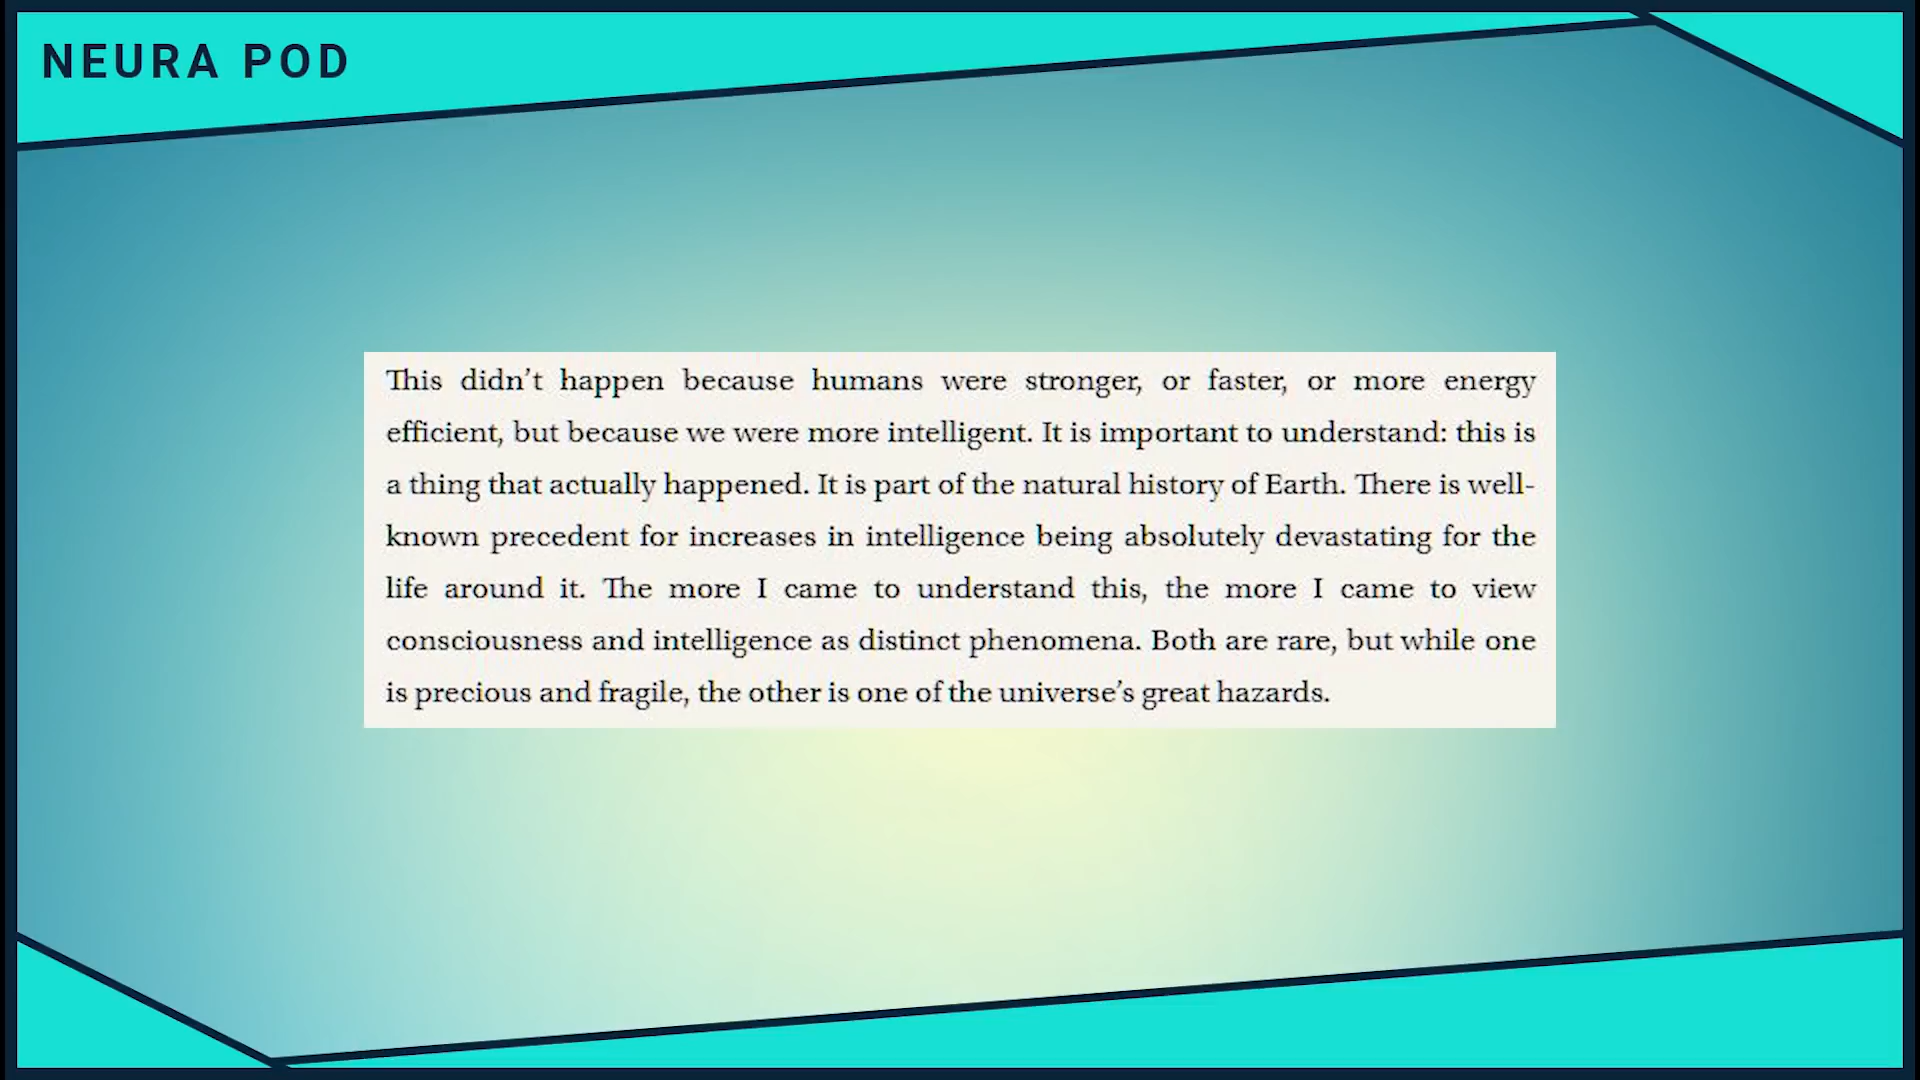 NEURA POD
This didn’t happen because humans were stronger, or faster, or more energy
efficient, but because we were more intelligent. It is important to understand: this is
a thing that actually happened. It is part of the natural history of Earth. There is well-
known precedent for increases in intelligence being absolutely devastating for the
life around it. The more I came to understand this, the more I came to view
consciousness and intelligence as distinct phenomena. Both are rare, but while one
is precious and fragile, the other is one of the universe’s great hazards.